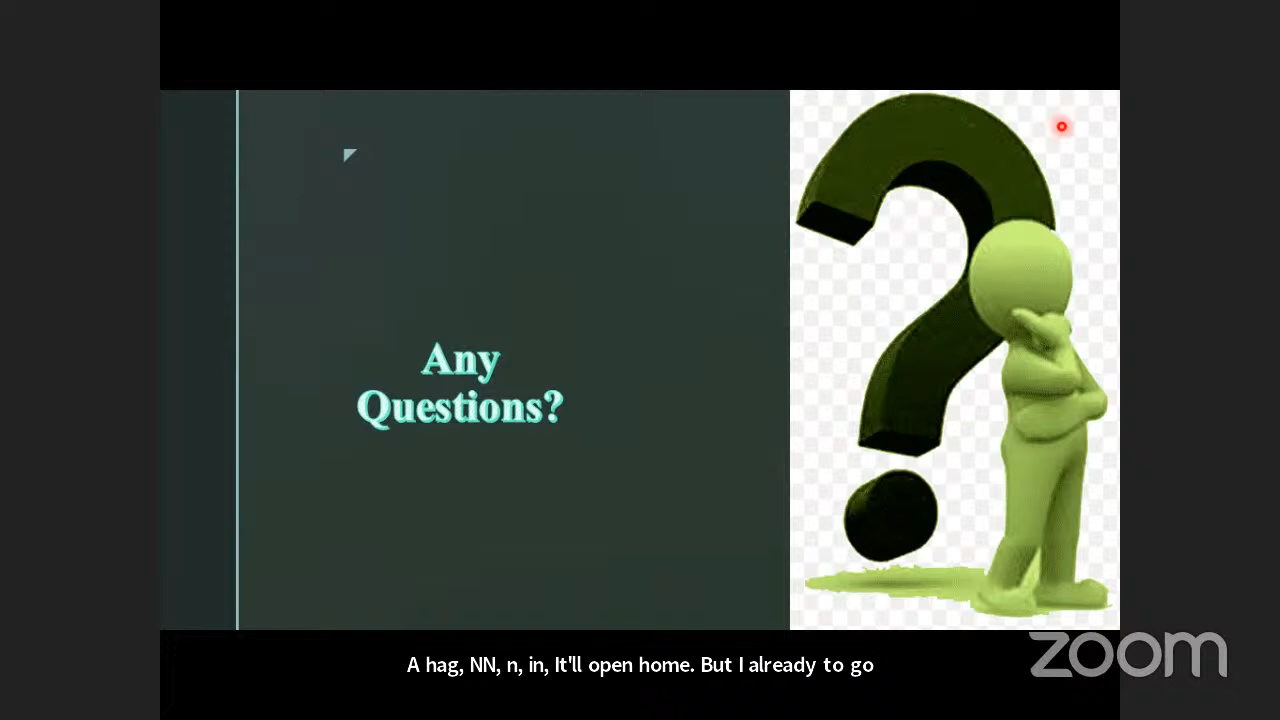 Any
Questions?
A hag, NN, n, in, It'll open home. But I already to go
zoom